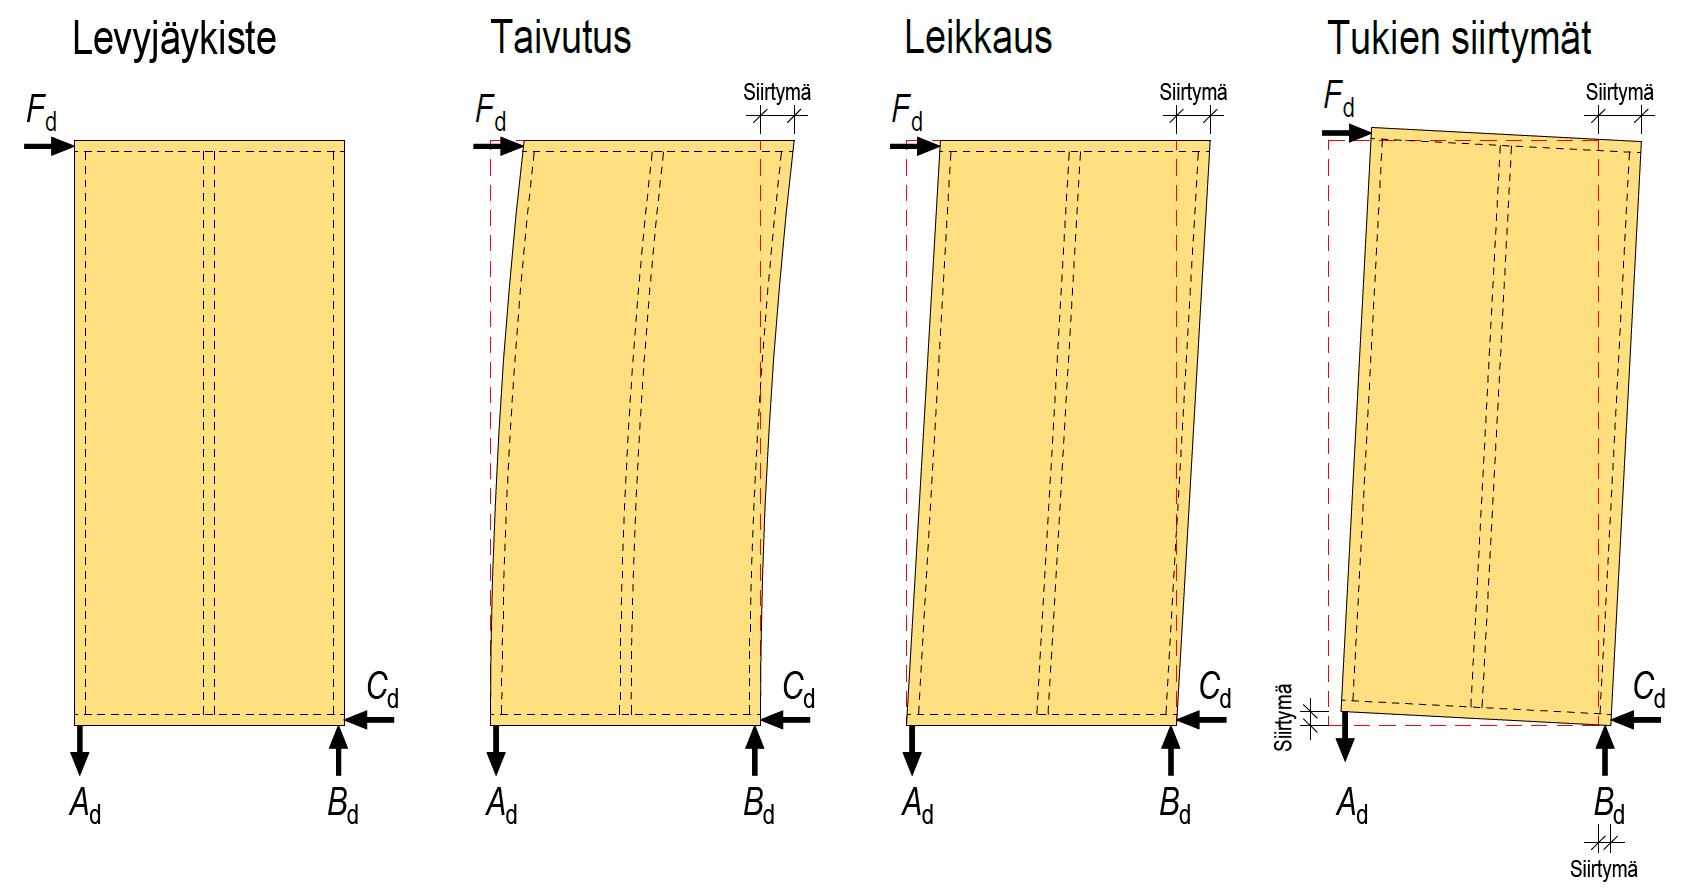 Levyjäykiste
Taivutus
Leikkaus
Tukien siirtymät
Siirtymä
Siirtymä
Siirtymä
Fd
Fd
Fd
Fd
Cd
Cd
Cd
Cd
Siirtymä
Ad
Bd
Ad
Bd
Ad
Bd
Ad
Bd
Siirtymä